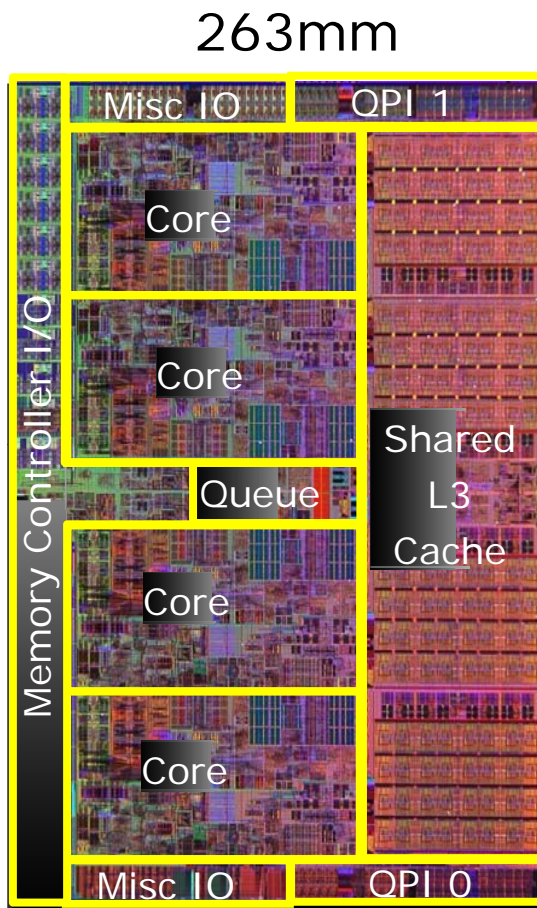 263mm
Misc IO
QPI 1
Core
Core
Memory Controller I/O
Queue
Shared
L3
Cache
Core
Core
Misc IO
QPI 0